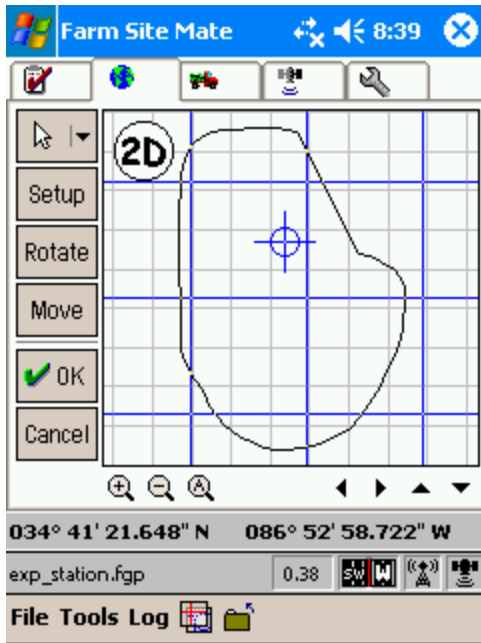 Farm Site Mate 8:39
2D
Setup
Rotate
Move
OK
Cancel
A
034° 41' 21.648" N 086° 52' 58.722" W
exp_station.fgp 0.38 SW W
File Tools Log